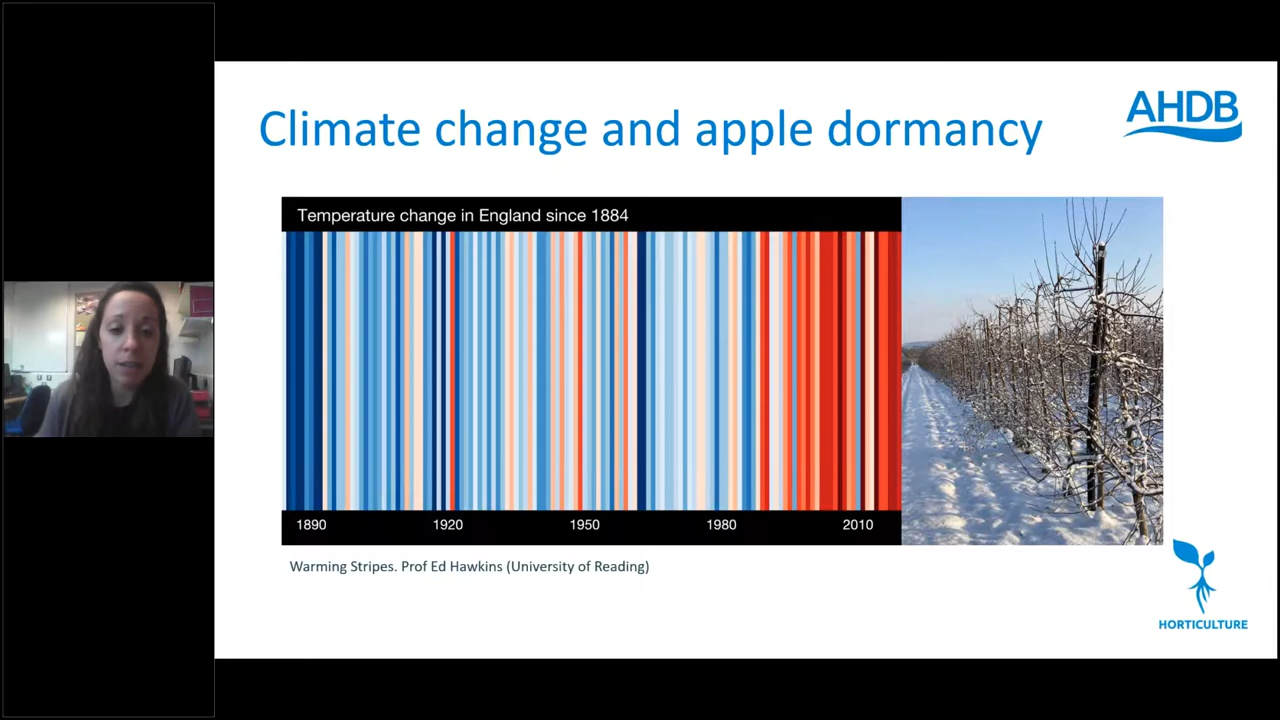 Climate change and apple dormancy
AHDB
Temperature change in England since 1884
1890 1920 1950 1980 2010
Warming Stripes. Prof Ed Hawkins (University of Reading)
HORTICULTURE